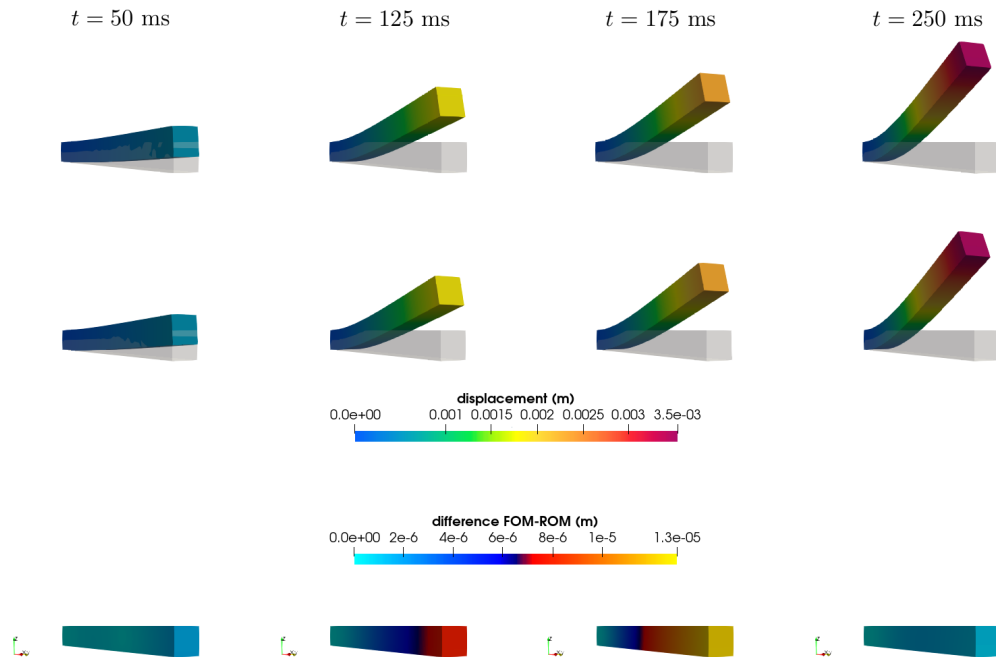 t = 50 ms t = 125 ms t = 175 ms t = 250 ms
displacement (m)
0.0e+00 0.001 0.0015 0.002 0.0025 0.003 3.5e-03
difference FOM-ROM (m)
0.0e+00 2e-6 4e-6 6e-6 8e-6 1e-5 1.3e-05